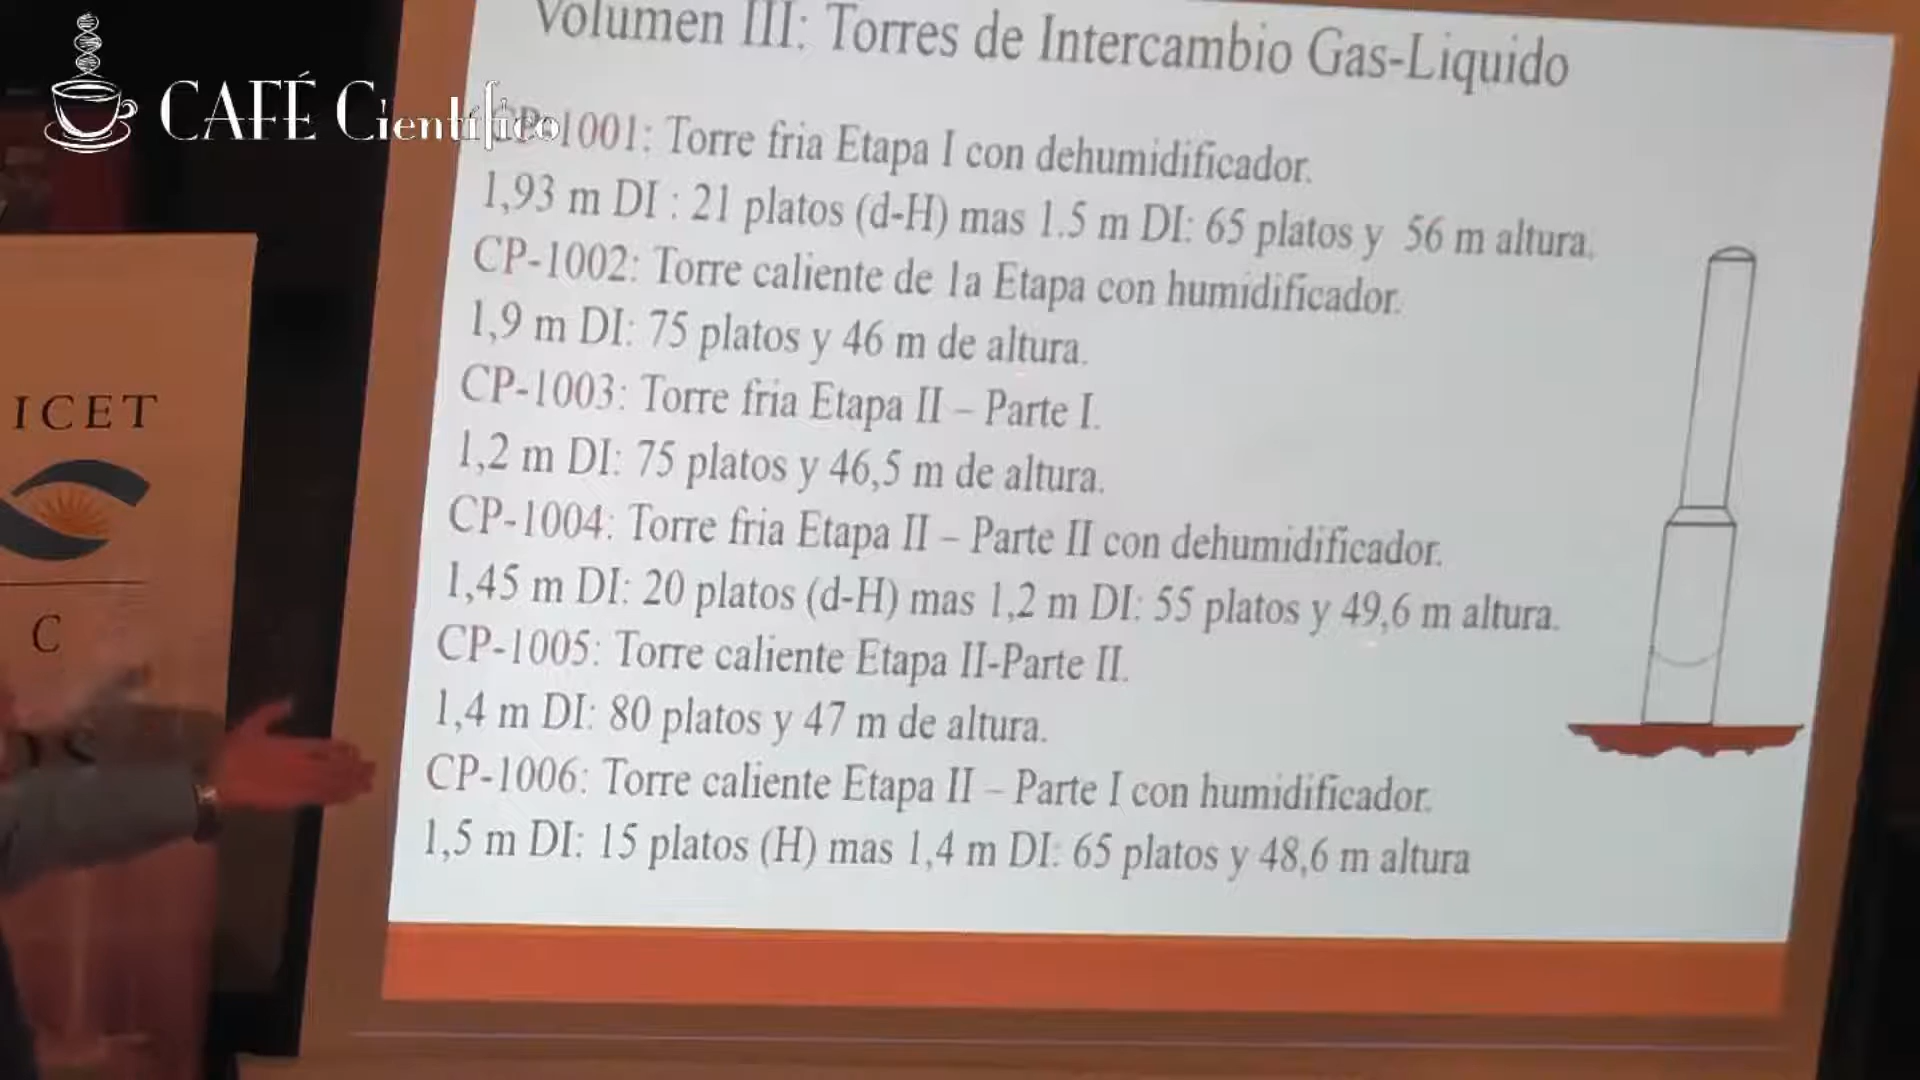 CAFÉ Científico
Volumen III: Torres de Intercambio Gas-Liquido
CP-1001: Torre fria Etapa I con dehumidificador.
1,93 m DI : 21 platos (d-H) mas 1.5 m DI: 65 platos y 56 m altura.
CP-1002: Torre caliente de 1a Etapa con humidificador.
1,9 m DI: 75 platos y 46 m de altura.
CP-1003: Torre fria Etapa II – Parte I.
1,2 m DI: 75 platos y 46,5 m de altura.
CP-1004: Torre fria Etapa II – Parte II con dehumidificador.
1,45 m DI: 20 platos (d-H) mas 1,2 m DI: 55 platos y 49,6 m altura.
CP-1005: Torre caliente Etapa II-Parte II.
1,4 m DI: 80 platos y 47 m de altura.
CP-1006: Torre caliente Etapa II – Parte I con humidificador.
1,5 m DI: 15 platos (H) mas 1,4 m DI: 65 platos y 48,6 m altura
ICET
C